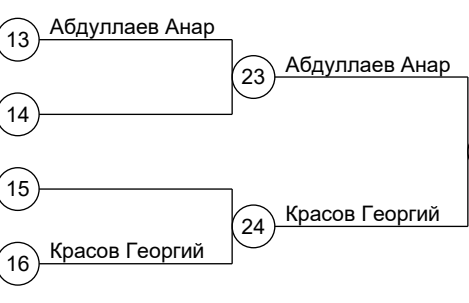 13 Абдуллаев Анар
23 Абдуллаев Анар
14
15
24 Красов Георгий
16 Красов Георгий